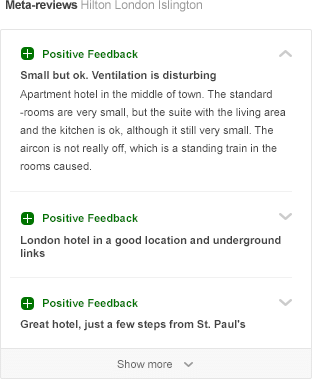 Meta-reviews Hilton London Islington
Positive Feedback
Small but ok. Ventilation is disturbing
Apartment hotel in the middle of town. The standard
-rooms are very small, but the suite with the living area
and the kitchen is ok, although it still very small. The
aircon is not really off, which is a standing train in the
rooms caused.
Positive Feedback
London hotel in a good location and underground
links
Positive Feedback
Great hotel, just a few steps from St. Paul's
Show more